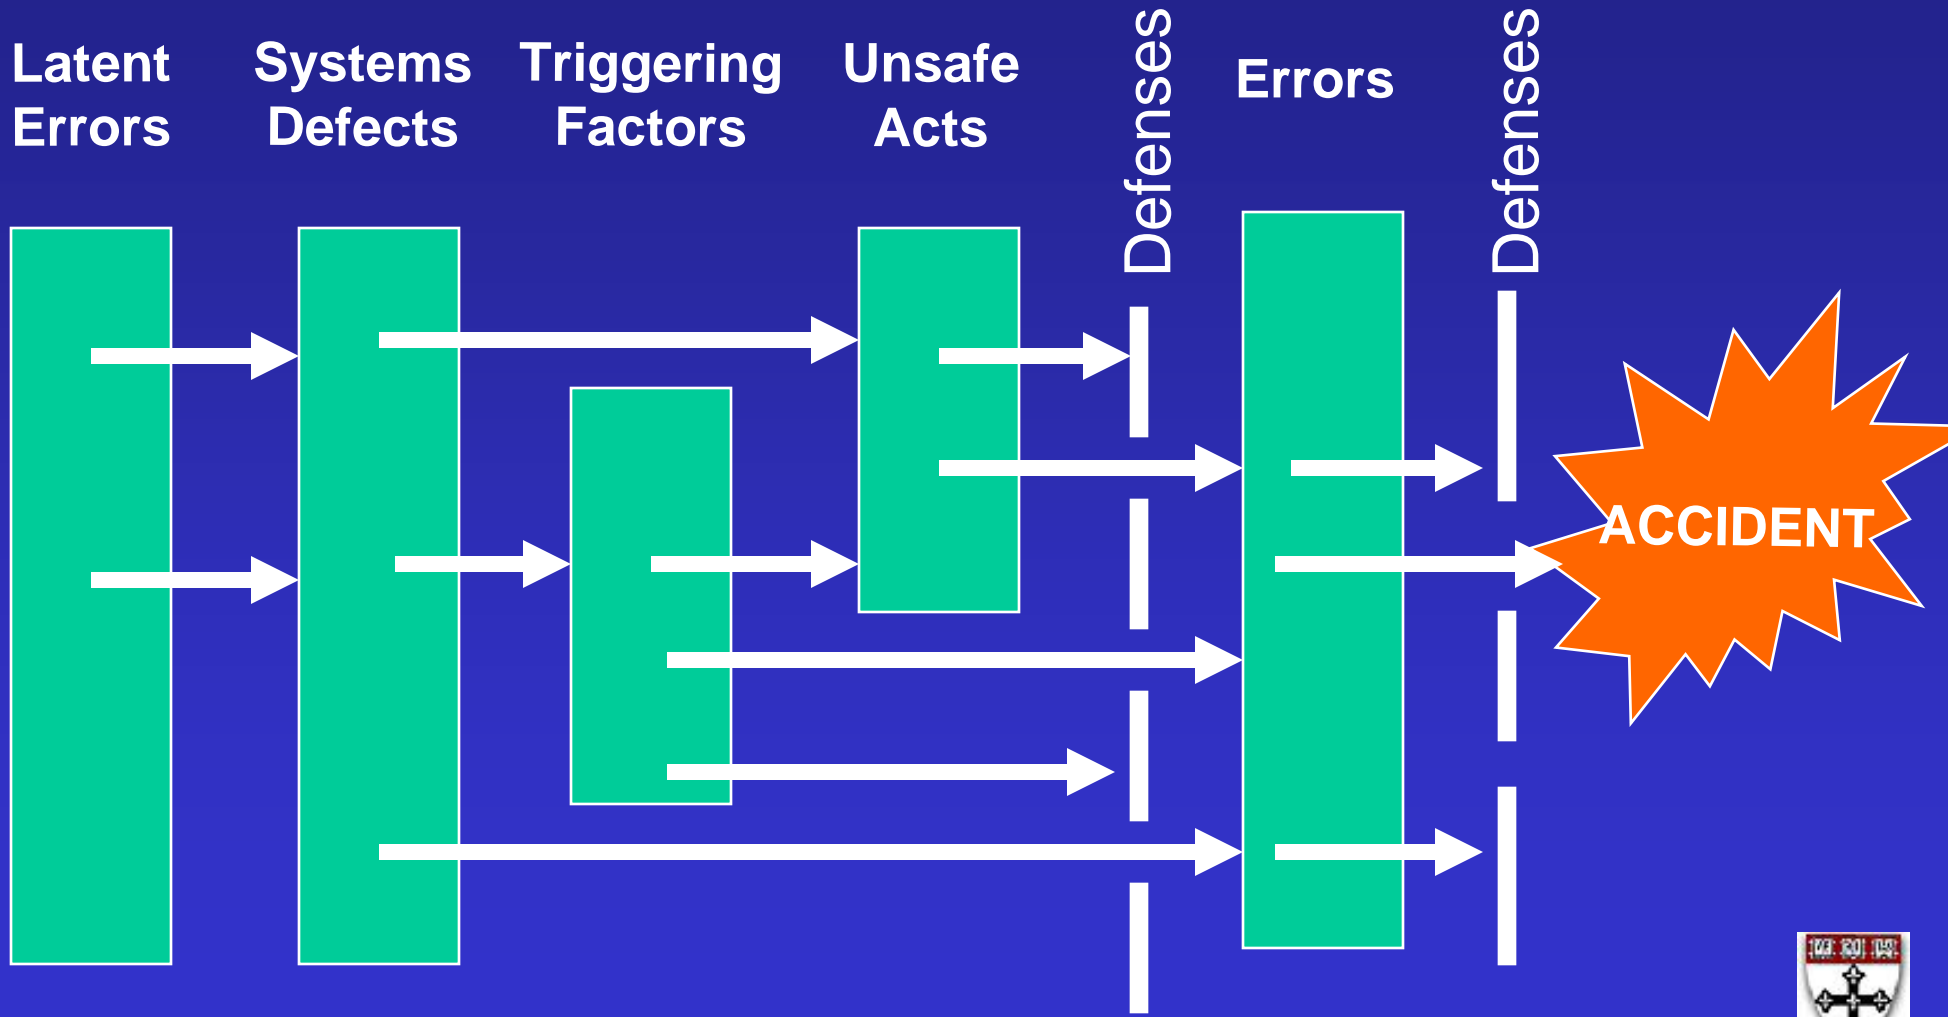 Latent
Errors
Systems
Defects
Triggering
Factors
Unsafe
Acts
Defenses
Errors
Defenses
ACCIDENT